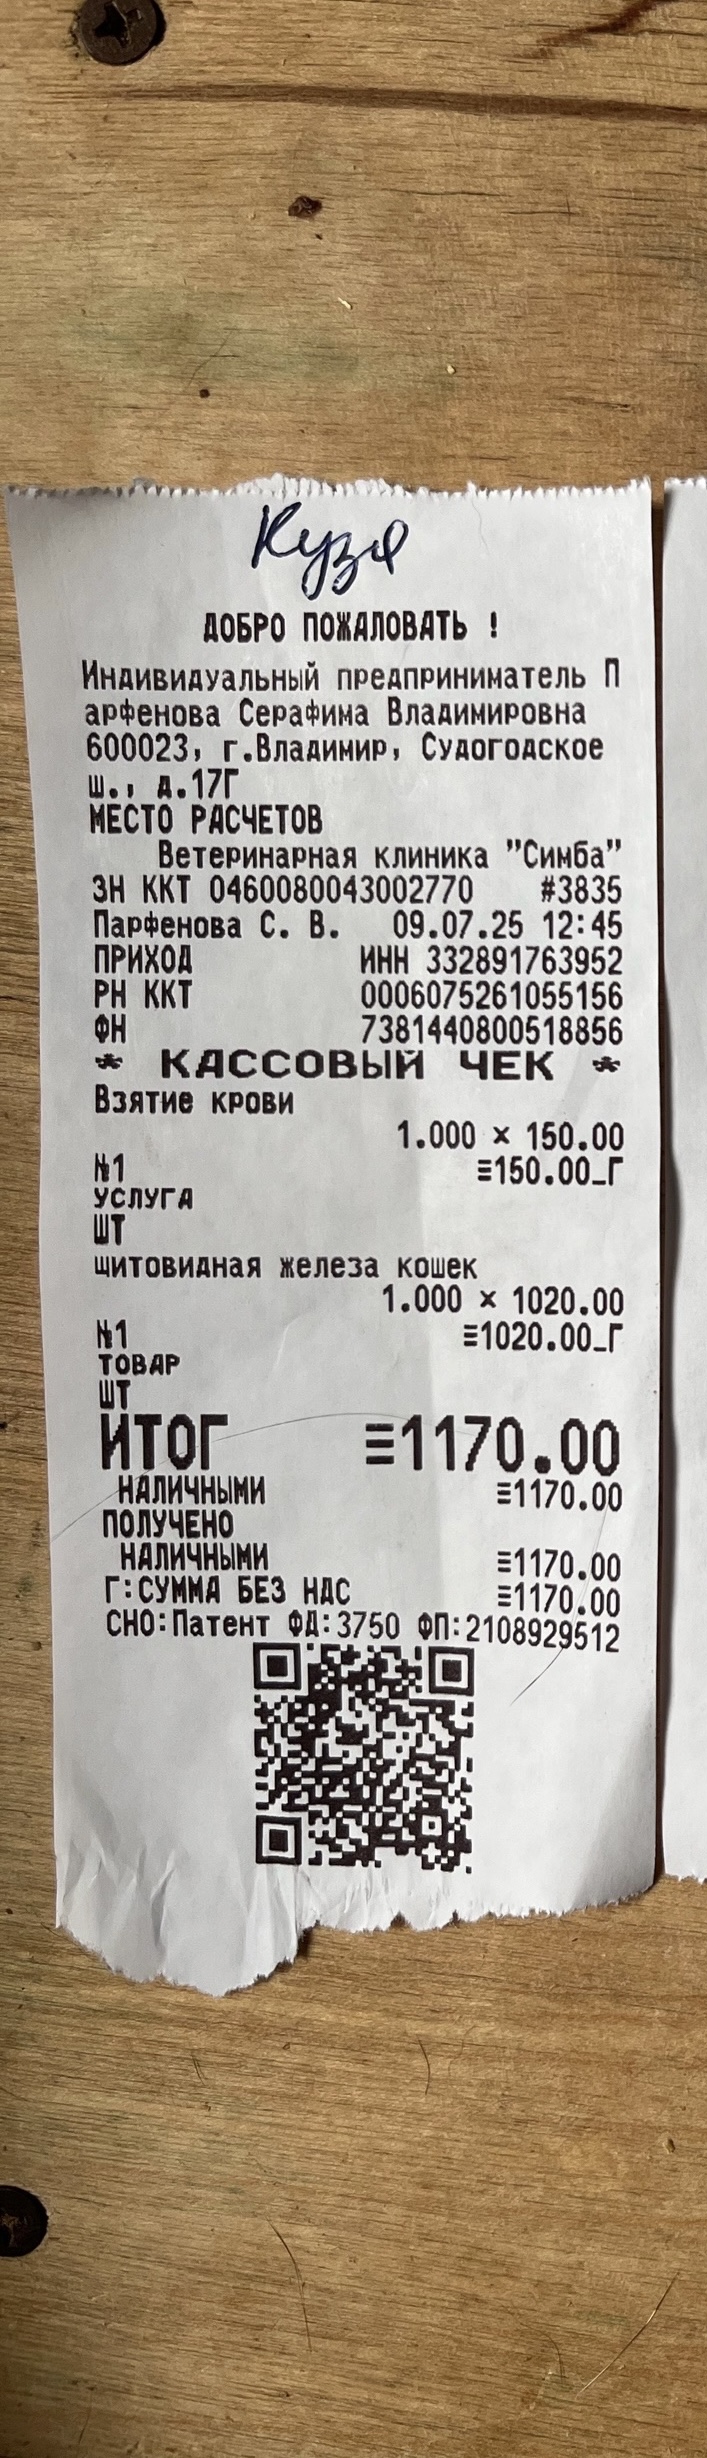 Кузя
ДОБРО ПОЖАЛОВАТЬ !
Индивидуальный предприниматель П
арфенова Серафима Владимировна
600023, г.Владимир, Судогодское
ш., д.17Г
МЕСТО РАСЧЕТОВ
Ветеринарная клиника "Симба"
ЗН ККТ 0460080043002770 #3835
Парфенова С. В. 09.07.25 12:45
ПРИХОД ИНН 332891763952
РН ККТ 0006075261055156
ФН 7381440800518856
* КАССОВЫЙ ЧЕК *
Взятие крови
1.000 × 150.00
№1 ≡150.00_Г
УСЛУГА
ШТ
щитовидная железа кошек
1.000 × 1020.00
№1 ≡1020.00_Г
ТОВАР
ШТ
ИТОГ ≡1170.00
НАЛИЧНЫМИ ≡1170.00
ПОЛУЧЕНО
НАЛИЧНЫМИ ≡1170.00
Г:СУММА БЕЗ НДС ≡1170.00
СНО:Патент ФД:3750 ФП:2108929512